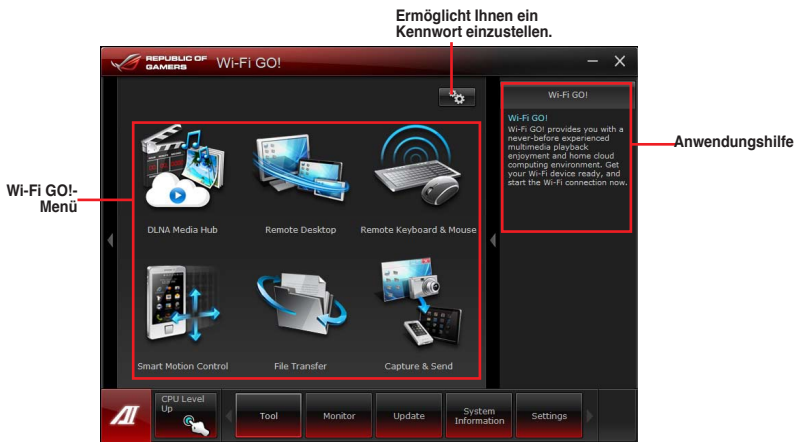 Ermöglicht Ihnen ein
Kennwort einzustellen.
REPUBLIC OF
GAMERS
Wi-Fi GO!
Wi-Fi GO!
Wi-Fi GO!
Wi-Fi GO! provides you with a
never-before experienced
multimedia playback
enjoyment and home cloud
computing environment. Get
your Wi-Fi device ready, and
start the Wi-Fi connection now.
Anwendungshilfe
Wi-Fi GO!-
Menü
DLNA Media Hub
Remote Desktop
Remote Keyboard & Mouse
Smart Motion Control
File Transfer
Capture & Send
CPU Level
Up
Tool
Monitor
Update
System
Information
Settings